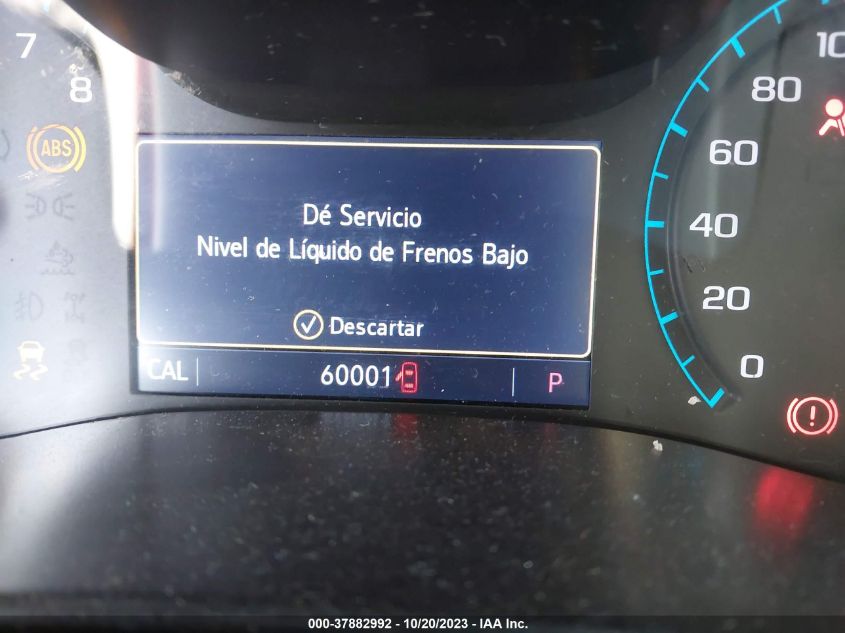 7
8
ABS
Dé Servicio
Nivel de Líquido de Frenos Bajo
Descartar
CAL
60001
P
80
60
40
20
0
000-37882992 - 10/20/2023 - IAA Inc.